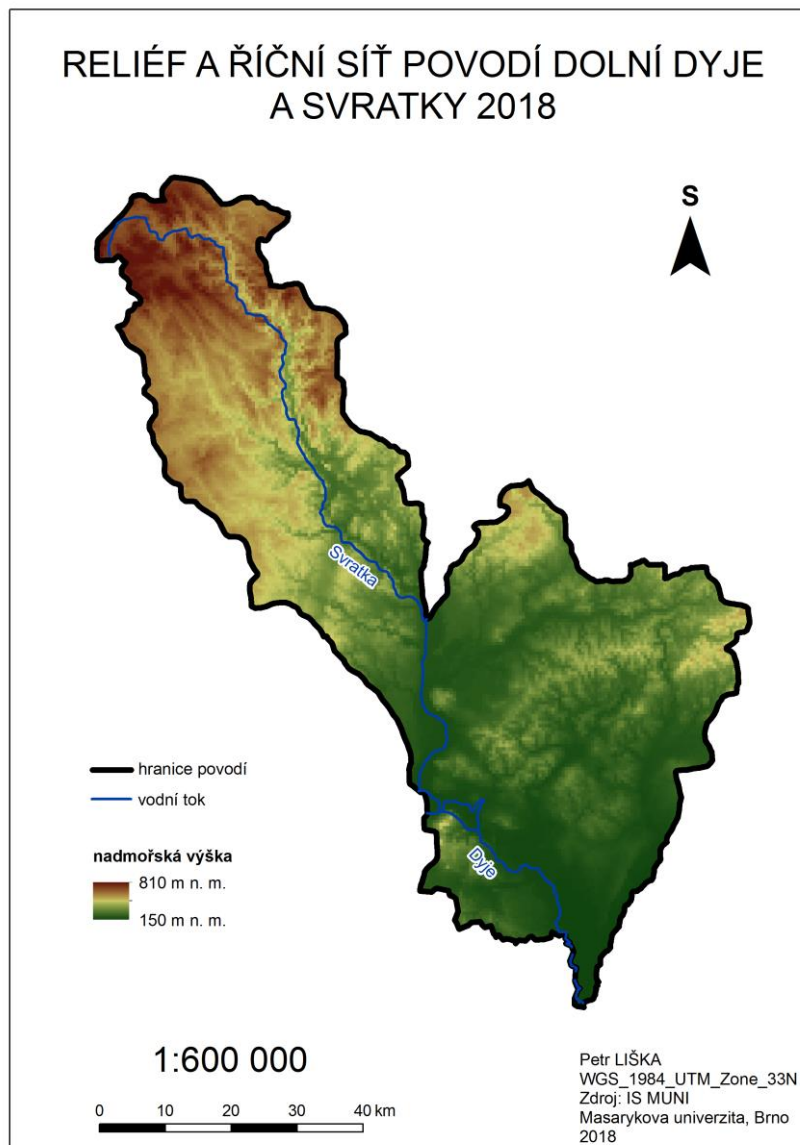 RELIÉF A ŘÍČNÍ SÍŤ POVODÍ DOLNÍ DYJE
A SVRATKY 2018
S
Svratka
hranice povodí
vodní tok
nadmořská výška
810 m n. m.
150 m n. m.
Dyje
1:600 000
0 10 20 30 40 km
Petr LIŠKA
WGS_1984_UTM_Zone_33N
Zdroj: IS MUNI
Masarykova univerzita, Brno
2018